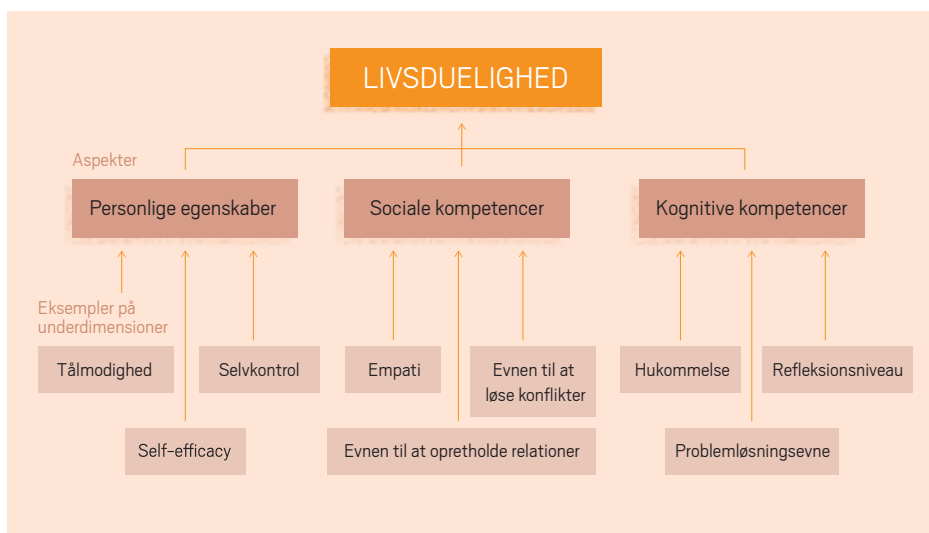 LIVSDUELIGHED
Aspekter
Personlige egenskaber
Sociale kompetencer
Kognitive kompetencer
Eksempler på
underdimensioner
Tålmodighed
Selvkontrol
Empati
Evnen til at
løse konflikter
Hukommelse
Refleksionsniveau
Self-efficacy
Evnen til at opretholde relationer
Problemløsningsevne